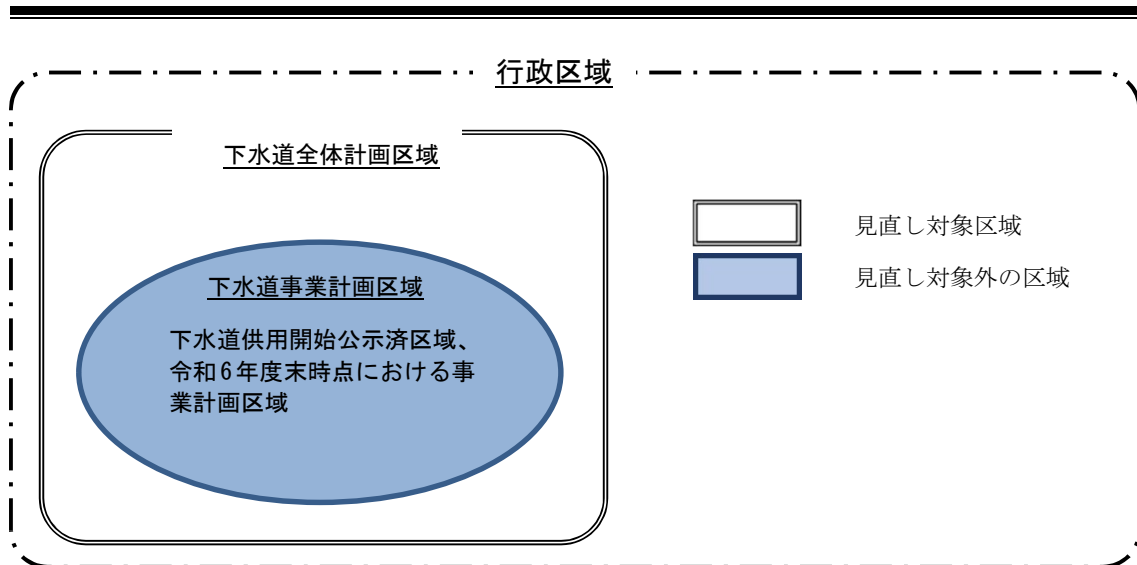 行政区域
下水道全体計画区域
見直し対象区域
見直し対象外の区域
下水道事業計画区域
下水道供用開始公示済区域、
令和6年度末時点における事
業計画区域